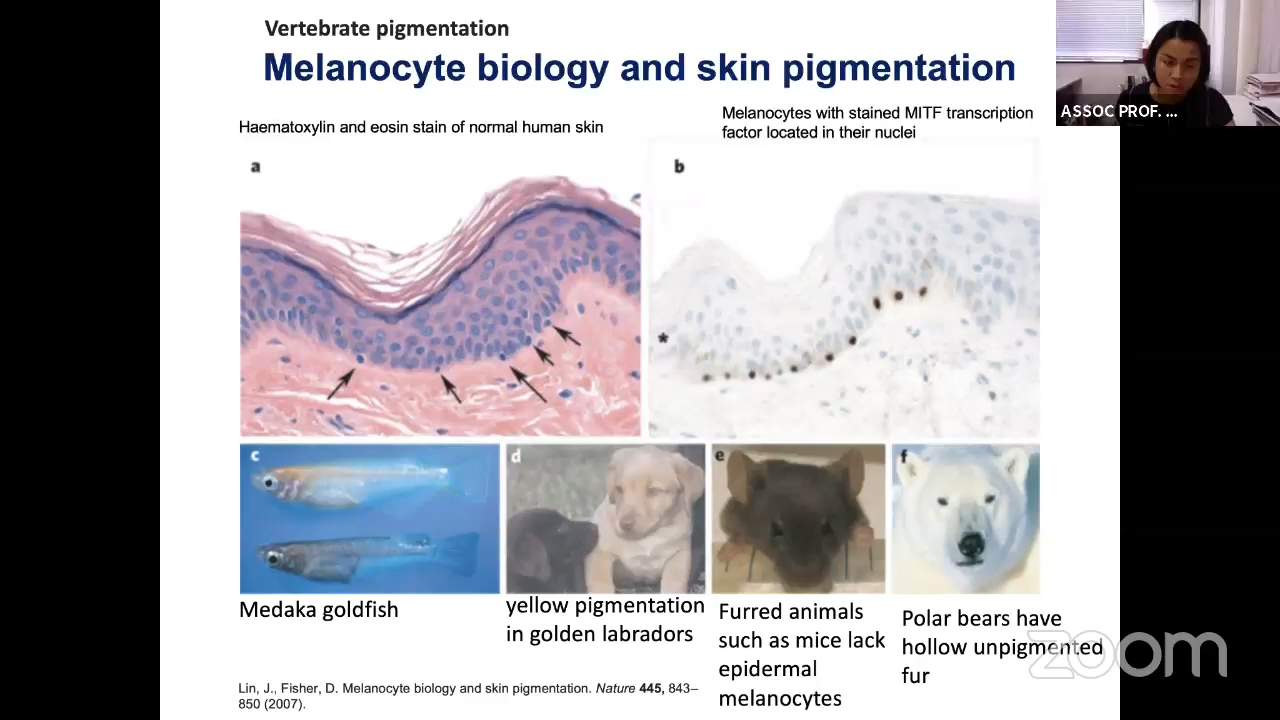 Vertebrate pigmentation
Melanocyte biology and skin pigmentation
ASSOC PROF. ...
Haematoxylin and eosin stain of normal human skin
Melanocytes with stained MITF transcription
factor located in their nuclei
a
b
*
c
d
e
f
Medaka goldfish
yellow pigmentation
in golden labradors
Furred animals
such as mice lack
epidermal
melanocytes
Polar bears have
hollow unpigmented
fur
zoom
Lin, J., Fisher, D. Melanocyte biology and skin pigmentation. Nature 445, 843–
850 (2007).